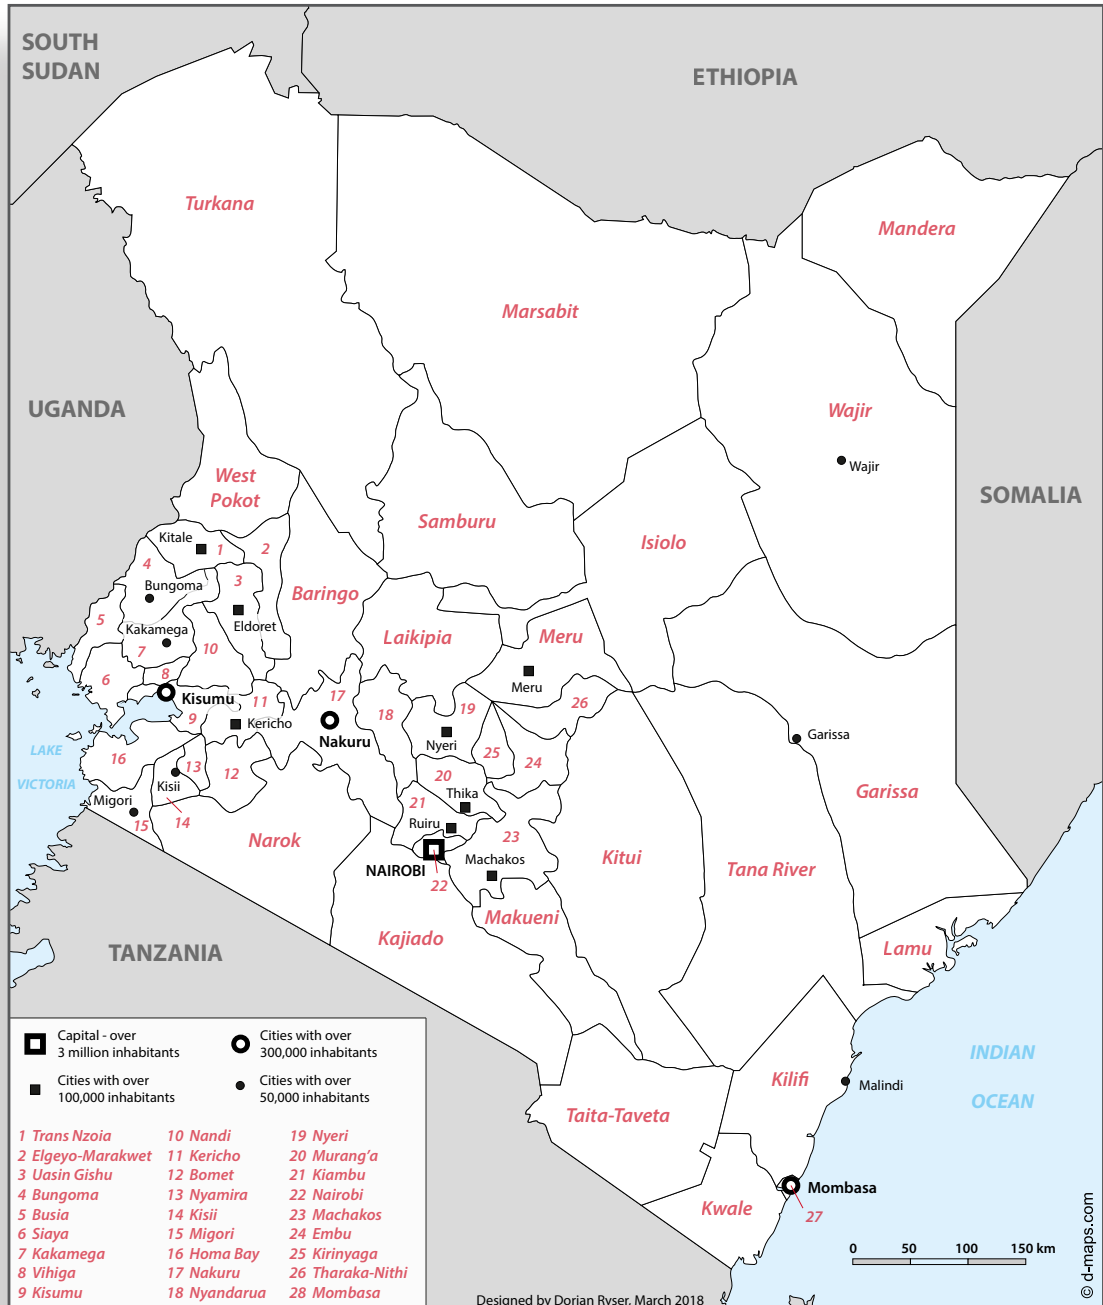 SOUTH
SUDAN
ETHIOPIA
Turkana
Mandera
Marsabit
UGANDA
Wajir
Wajir
West
Pokot
SOMALIA
Samburu
Isiolo
Kitale
1
2
4
3
Bungoma
Baringo
5
Eldoret
Kakamega
7
10
Laikipia
Meru
8
6
Meru
Kisumu
11
17
19
26
18
9
Kericho
Nakuru
Nyeri
Garissa
LAKE
VICTORIA
16
13
12
25
24
20
Kisii
Thika
Garissa
Migori
21
15
14
Ruiru
23
Narok
Kitui
Machakos
NAIROBI
Tana River
22
Makueni
Kajiado
Lamu
TANZANIA
Capital - over
3 million inhabitants
Cities with over
300,000 inhabitants
Cities with over
100,000 inhabitants
Cities with over
50,000 inhabitants
INDIAN
OCEAN
Kilifi
Malindi
Taita-Taveta
Mombasa
Kwale
27
1 Trans Nzoia
2 Elgeyo-Marakwet
3 Uasin Gishu
4 Bungoma
5 Busia
6 Siaya
7 Kakamega
8 Vihiga
9 Kisumu
10 Nandi
11 Kericho
12 Bomet
13 Nyamira
14 Kisii
15 Migori
16 Homa Bay
17 Nakuru
18 Nyandarua
19 Nyeri
20 Murang'a
21 Kiambu
22 Nairobi
23 Machakos
24 Embu
25 Kirinyaga
26 Tharaka-Nithi
28 Mombasa
0 50 100 150 km
© d-maps.com
Designed by Dorian Ryser, March 2018